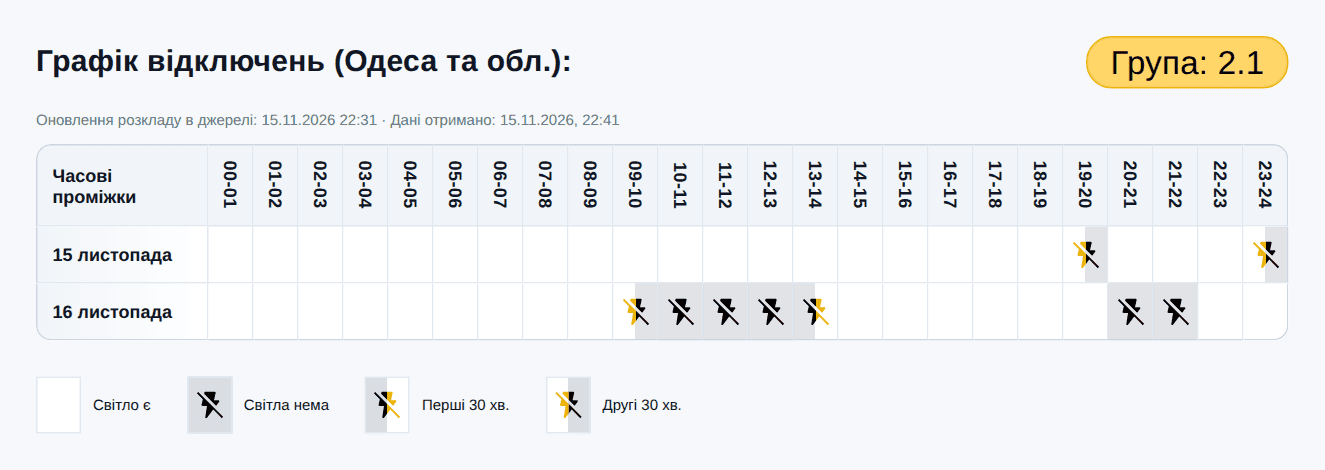 Графік відключень (Одеса та обл.):
Група: 2.1
Оновлення розкладу в джерелі: 15.11.2026 22:31 · Дані отримано: 15.11.2026, 22:41
Часові
проміжки
00-01
01-02
02-03
03-04
04-05
05-06
06-07
07-08
08-09
09-10
10-11
11-12
12-13
13-14
14-15
15-16
16-17
17-18
18-19
19-20
20-21
21-22
22-23
23-24
15 листопада
16 листопада
Світло є
Світла нема
Перші 30 хв.
Другі 30 хв.